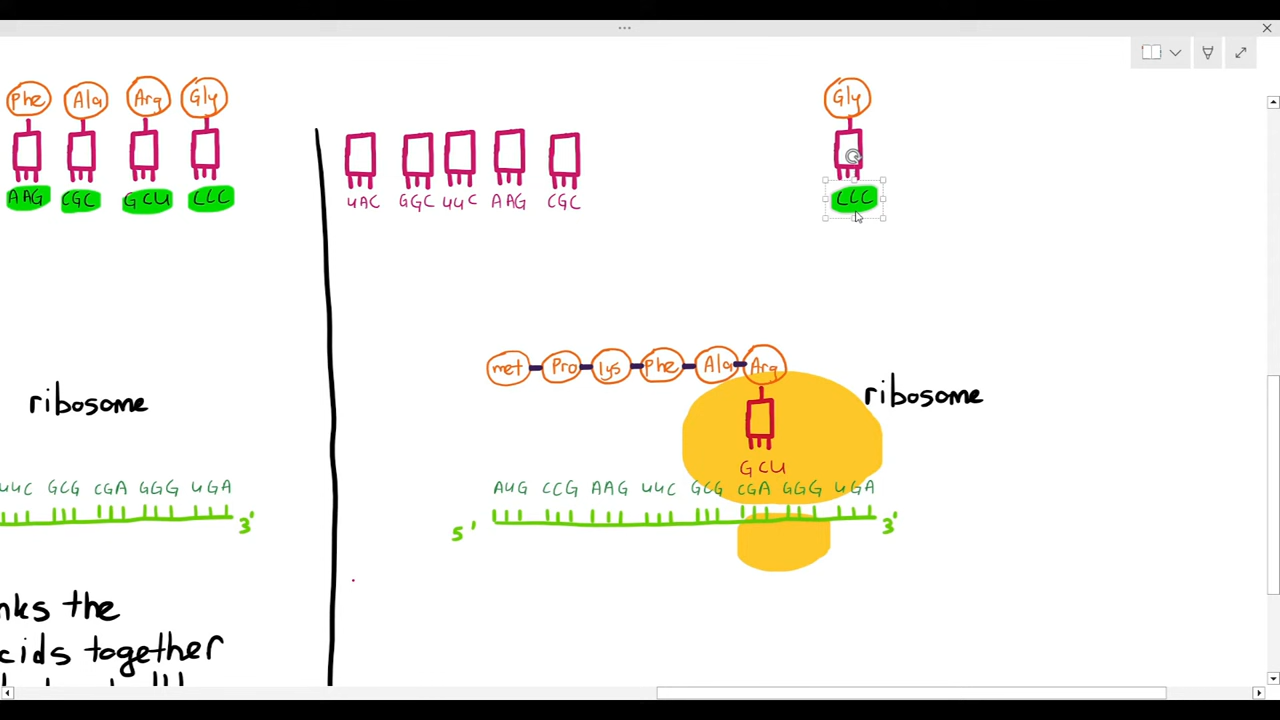 Phe Ala Arg Gly
AAG CGC GCU CCC
ribosome
UUC GCG CGA GGG UGA
3'
nks the
cids together
UAC GGC UUC AAG CGC
Gly
CCC
met Pro lys Phe Ala Arg
ribosome
GCU
AUG CCG AAG UUC GCG CGA GGG UGA
5' 3'